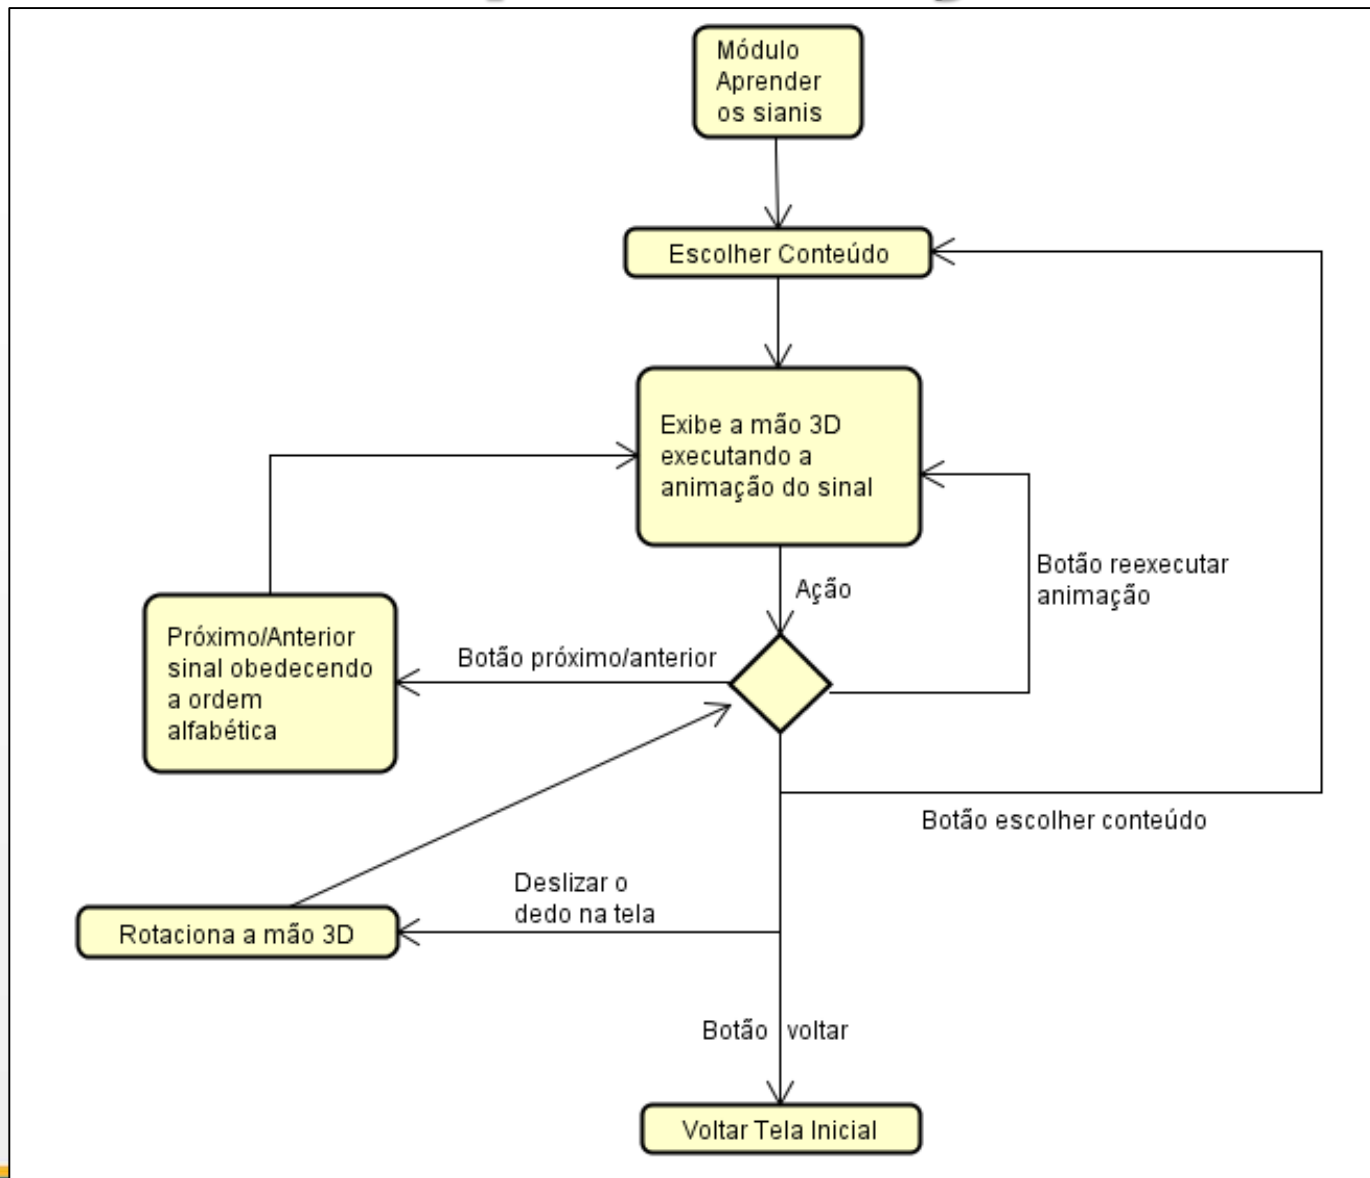 Módulo
Aprender
os sianis
Escolher Conteúdo
Exibe a mão 3D
executando a
animação do sinal
Botão reexecutar
animação
Ação
Próximo/Anterior
sinal obedecendo
a ordem
alfabética
Botão próximo/anterior
Botão escolher conteúdo
Deslizar o
dedo na tela
Rotaciona a mão 3D
Botão voltar
Voltar Tela Inicial